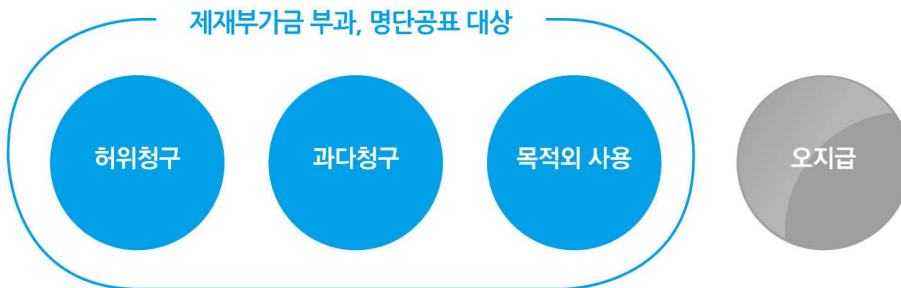 제재부가금 부과, 명단공표 대상
허위청구
과다청구
목적외 사용
오지급